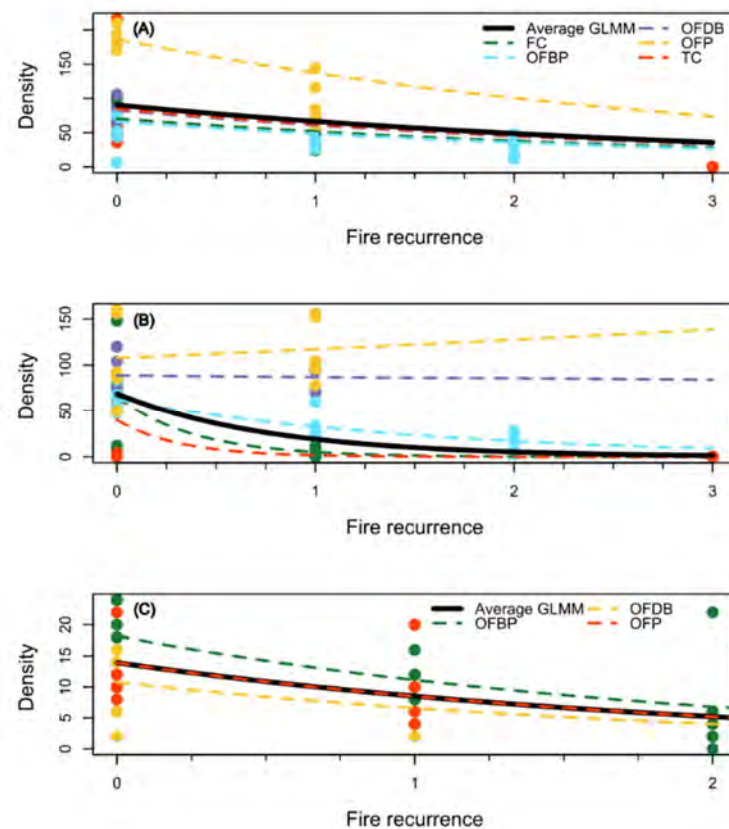 (A)
Average GLMM OFDB
FC OFP
OFBP TC
Density
0 50 150
0 1 2 3
Fire recurrence
(B)
Density
0 50 100 150
0 1 2 3
Fire recurrence
(C)
Average GLMM OFDB
OFBP OFP
Density
0 5 10 15 20
0 1 2
Fire recurrence